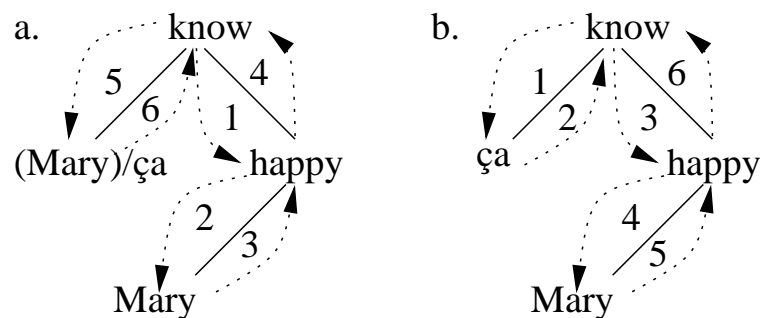 a. know
5 6 1 4
(Mary)/ça happy
2 3
Mary
b. know
1 2 3 6
ça happy
4 5
Mary